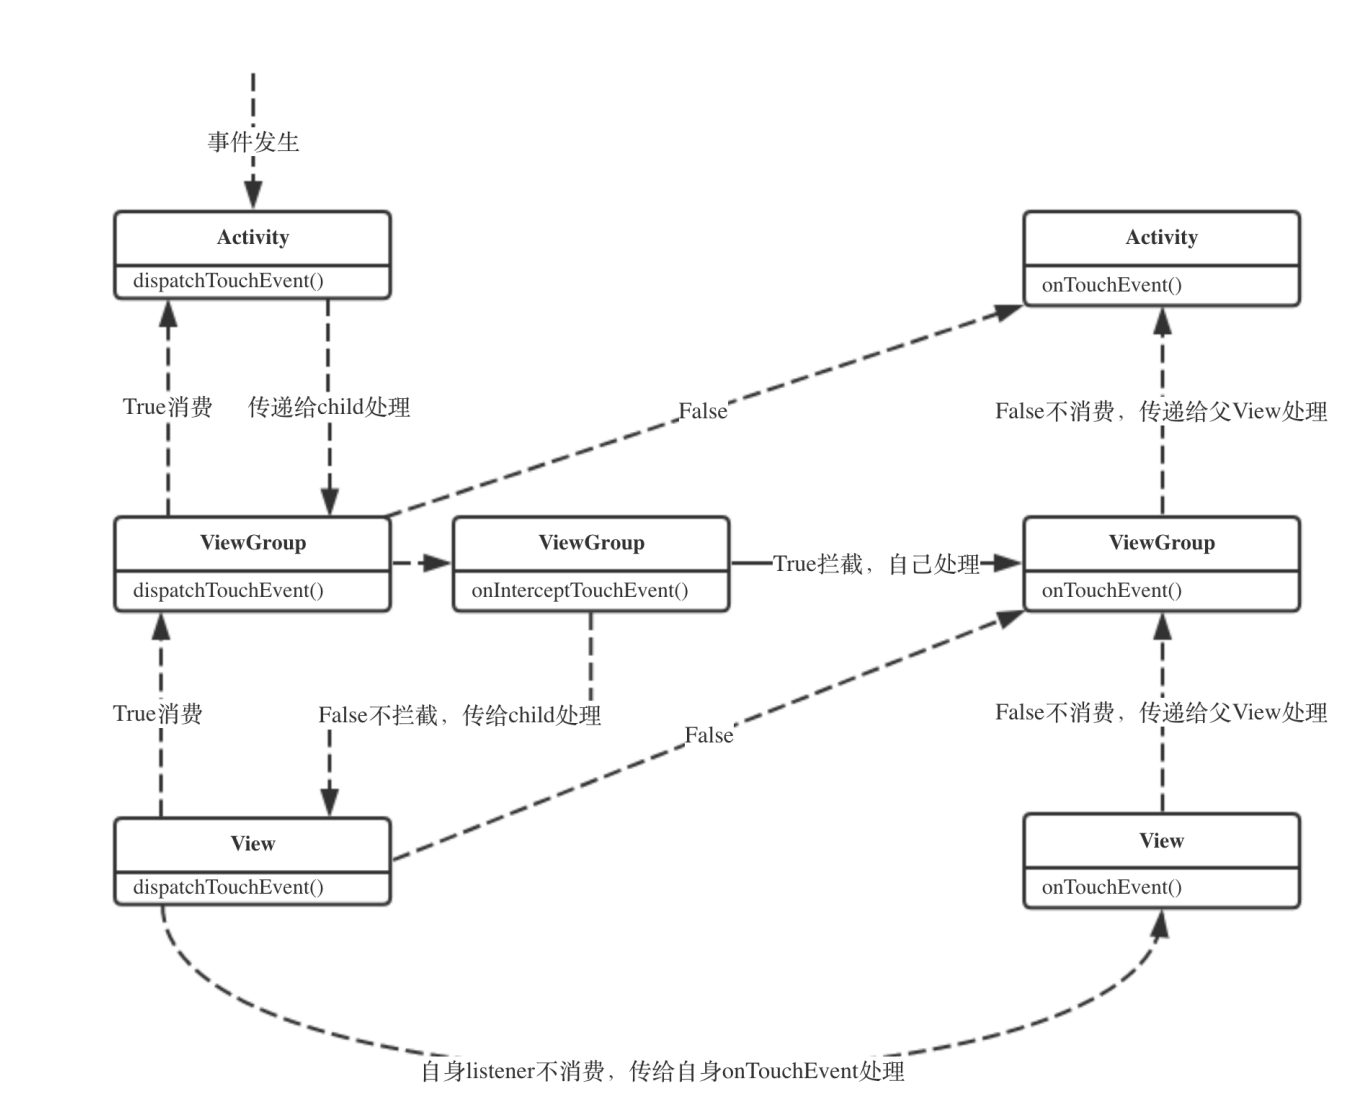 事件发生
Activity
dispatchTouchEvent()
Activity
onTouchEvent()
True消费
传递给child处理
False
False不消费，传递给父View处理
ViewGroup
dispatchTouchEvent()
ViewGroup
onInterceptTouchEvent()
True拦截，自己处理
ViewGroup
onTouchEvent()
True消费
False不拦截，传给child处理
False
False不消费，传递给父View处理
View
dispatchTouchEvent()
View
onTouchEvent()
自身listener不消费，传给自身onTouchEvent处理